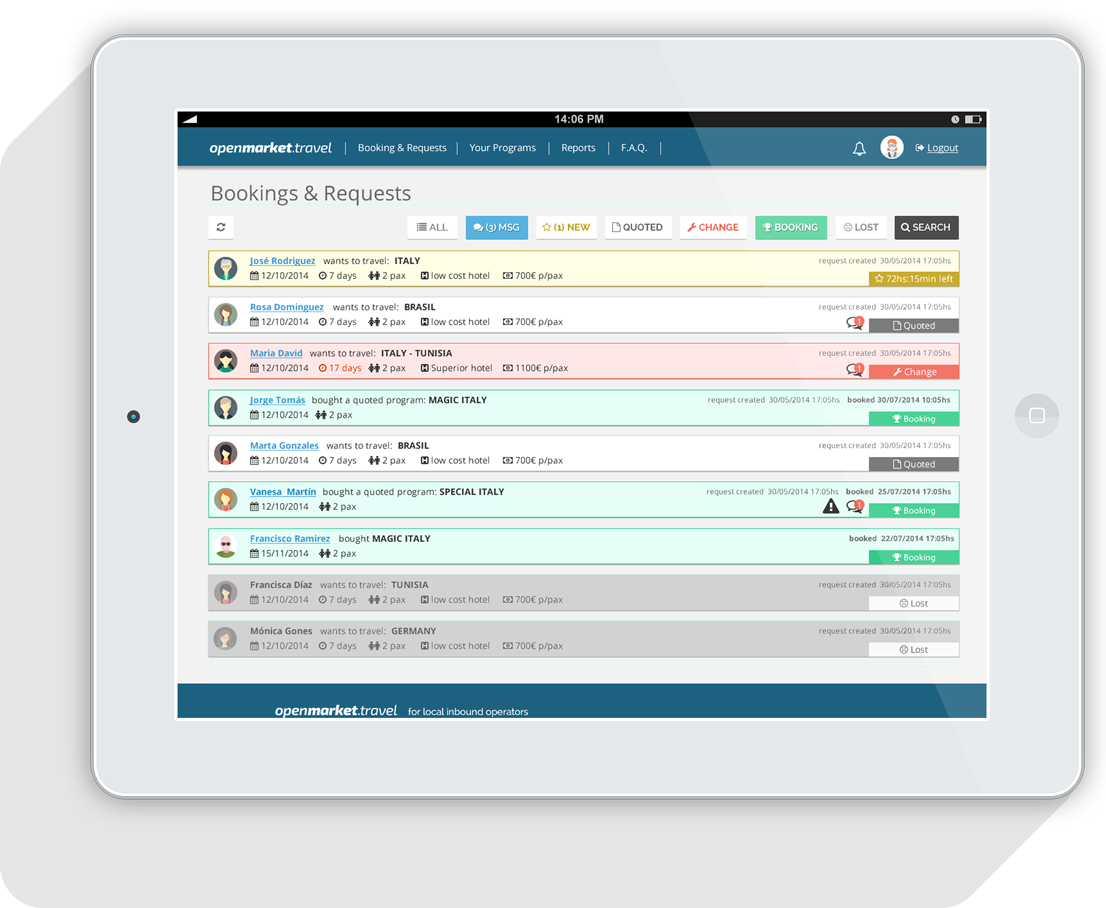 14:06 PM
openmarket.travel | Booking & Requests | Your Programs | Reports | F.A.Q. | Logout
Bookings & Requests
ALL (3) MSG (1) NEW QUOTED CHANGE BOOKING LOST SEARCH
José Rodriguez wants to travel: ITALY request created 30/05/2014 17:05hs
12/10/2014 7 days 2 pax low cost hotel 700€ p/pax 72hs:15min left
Rosa Dominguez wants to travel: BRASIL request created 30/05/2014 17:05hs
12/10/2014 7 days 2 pax low cost hotel 700€ p/pax 1 Quoted
Maria David wants to travel: ITALY - TUNISIA request created 30/05/2014 17:05hs
12/10/2014 17 days 2 pax Superior hotel 1100€ p/pax 1 Change
Jorge Tomás bought a quoted program: MAGIC ITALY request created 30/05/2014 17:05hs booked 30/07/2014 10:05hs
12/10/2014 2 pax Booking
Marta Gonzales wants to travel: BRASIL request created 30/05/2014 17:05hs
12/10/2014 7 days 2 pax low cost hotel 700€ p/pax Quoted
Vanesa Martín bought a quoted program: SPECIAL ITALY request created 30/05/2014 17:05hs booked 25/07/2014 17:05hs
12/10/2014 2 pax 1 Booking
Francisco Ramirez bought MAGIC ITALY booked 22/07/2014 17:05hs
15/11/2014 2 pax Booking
Francisca Díaz wants to travel: TUNISIA request created 30/05/2014 17:05hs
12/10/2014 7 days 2 pax low cost hotel 700€ p/pax Lost
Mónica Gones wants to travel: GERMANY request created 30/05/2014 17:05hs
12/10/2014 7 days 2 pax low cost hotel 700€ p/pax Lost
openmarket.travel for local inbound operators